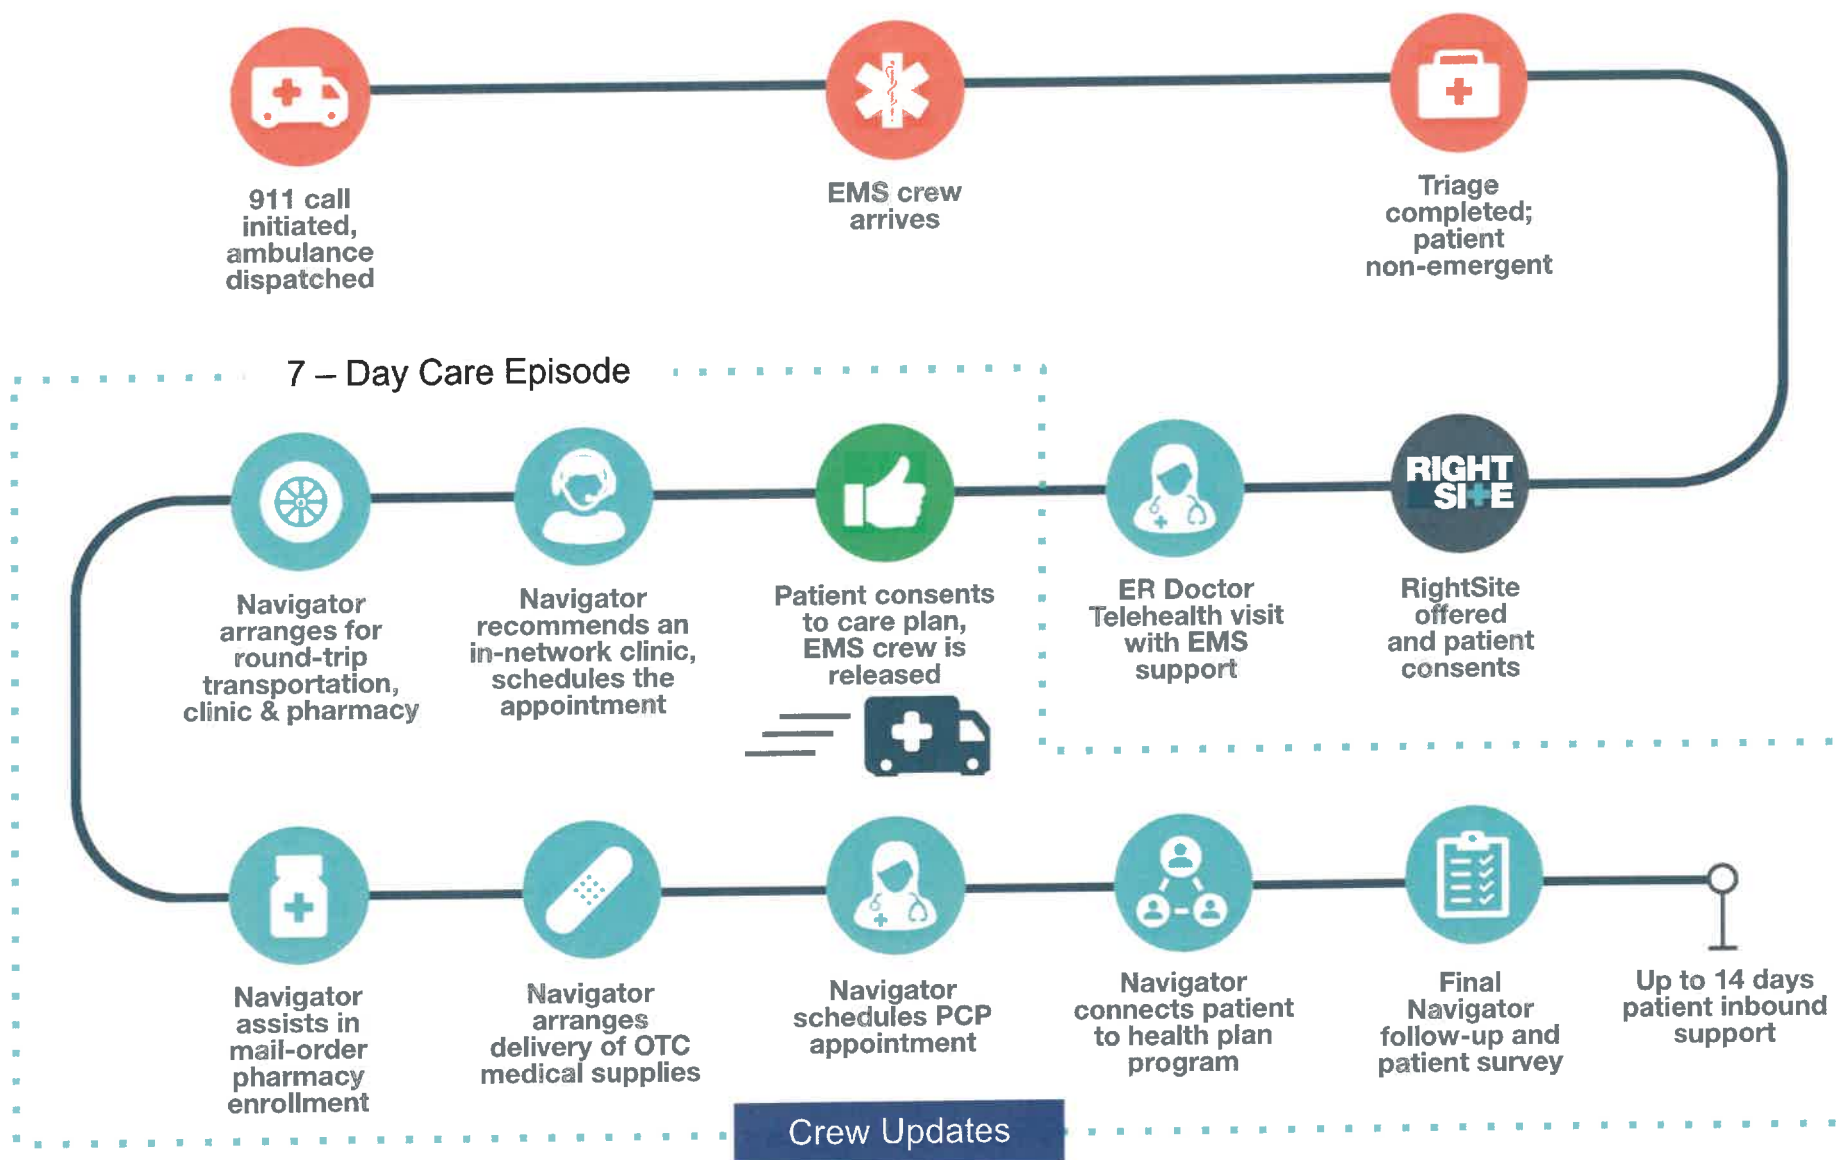 911 call
initiated,
ambulance
dispatched
EMS crew
arrives
Triage
completed;
patient
non-emergent
7 – Day Care Episode
RIGHT
SITE
RightSite
offered
and patient
consents
ER Doctor
Telehealth visit
with EMS
support
Patient consents
to care plan,
EMS crew is
released
Navigator
recommends an
in-network clinic,
schedules the
appointment
Navigator
arranges for
round-trip
transportation,
clinic & pharmacy
Navigator
assists in
mail-order
pharmacy
enrollment
Navigator
arranges
delivery of OTC
medical supplies
Navigator
schedules PCP
appointment
Navigator
connects patient
to health plan
program
Final
Navigator
follow-up and
patient survey
Up to 14 days
patient inbound
support
Crew Updates